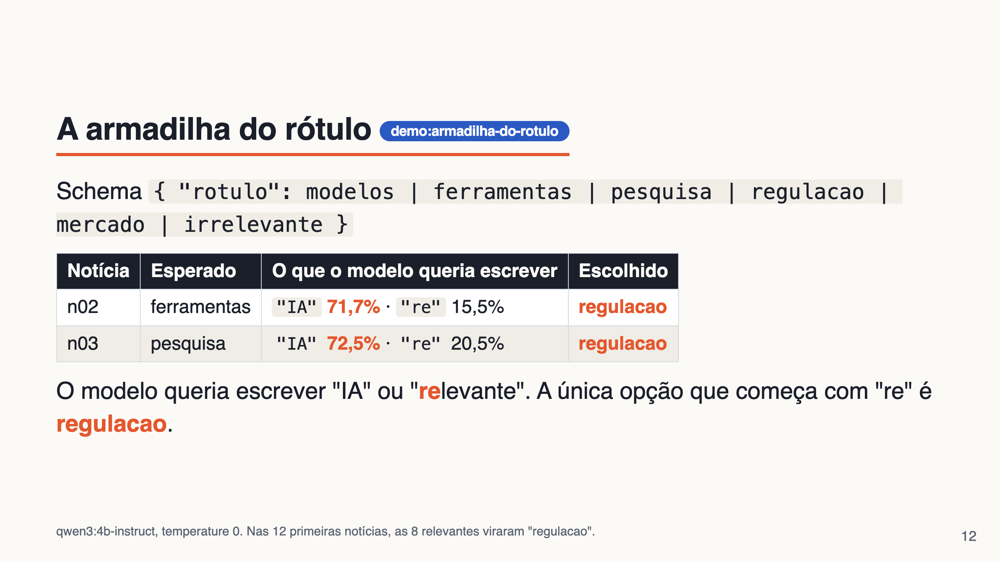 A armadilha do rótulo demo:armadilha-do-rotulo
Schema { "rotulo": modelos | ferramentas | pesquisa | regulacao |
mercado | irrelevante }
Notícia Esperado O que o modelo queria escrever Escolhido
n02 ferramentas "IA" 71,7% · "re" 15,5% regulacao
n03 pesquisa "IA" 72,5% · "re" 20,5% regulacao
O modelo queria escrever "IA" ou "relevante". A única opção que começa com "re" é
regulacao.
qwen3:4b-instruct, temperature 0. Nas 12 primeiras notícias, as 8 relevantes viraram "regulacao".
12